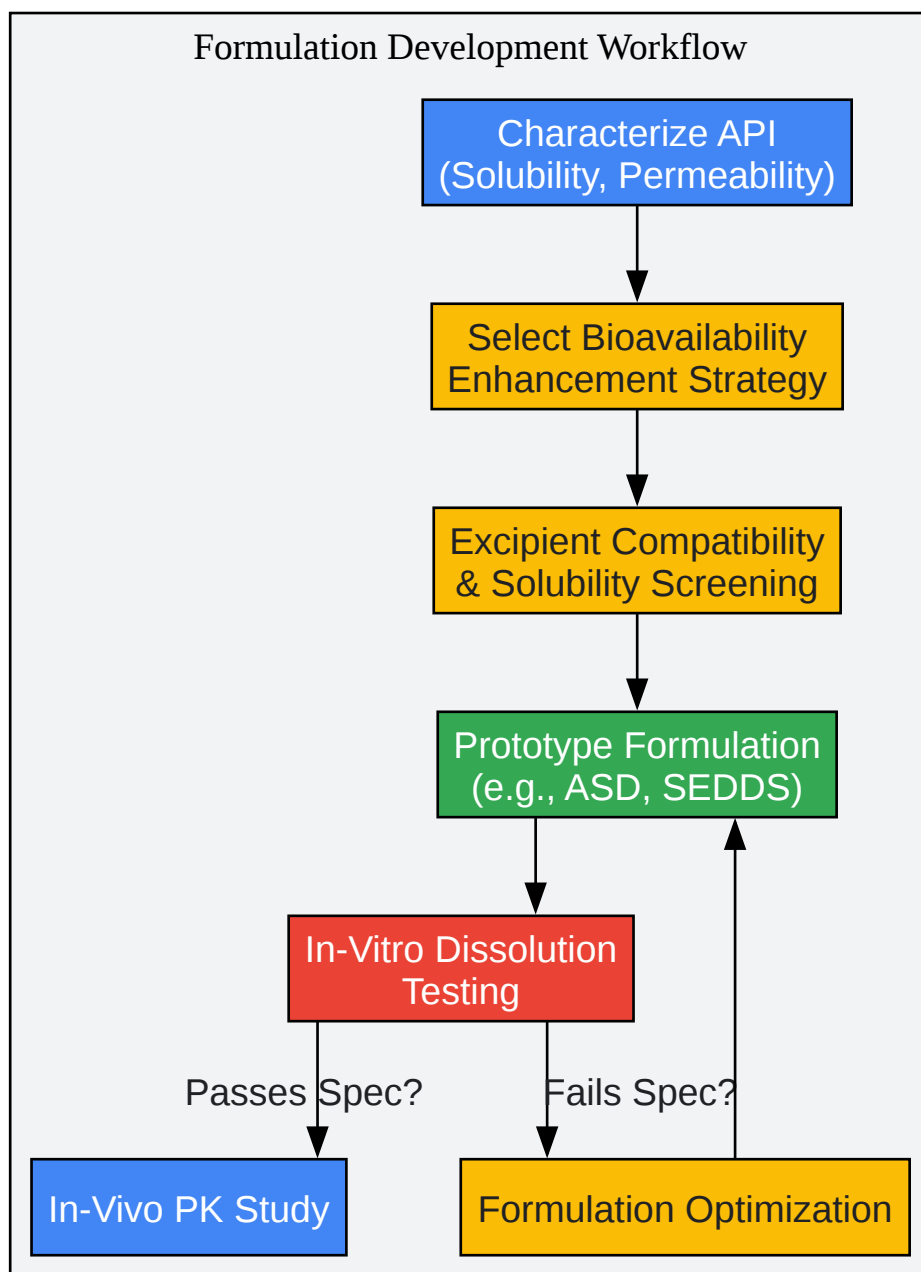 Formulation Development Workflow
Characterize API
(Solubility, Permeability)
Select Bioavailability
Enhancement Strategy
Excipient Compatibility
& Solubility Screening
Prototype Formulation
(e.g., ASD, SEDDS)
In-Vitro Dissolution
Testing
Passes Spec?
Fails Spec?
In-Vivo PK Study
Formulation Optimization